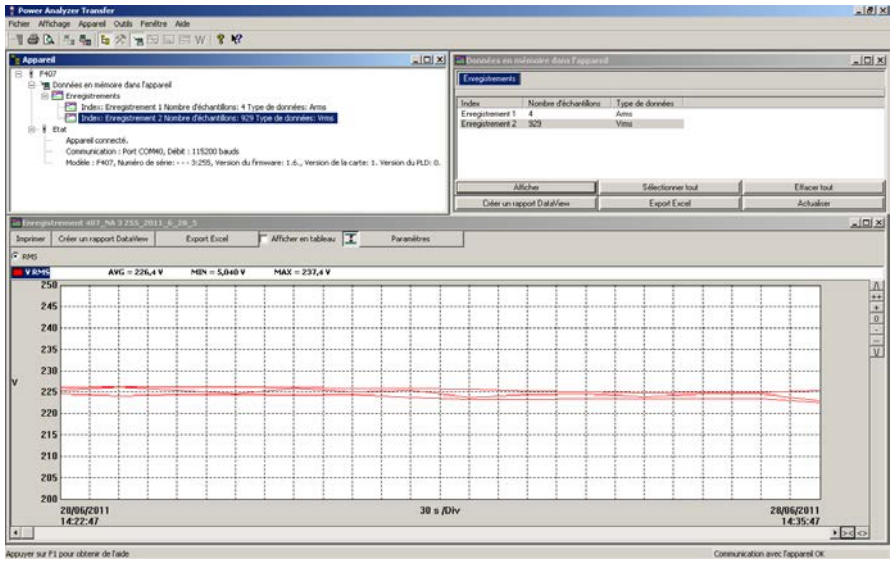 Power Analyzer Transfer
Fichier Affichage Appareil Outils Fenêtre Aide
Appareil
F407
Données en mémoire dans l'appareil
Enregistrements
Index: Enregistrement 1 Nombre d'échantillons: 4 Type de données: Arms
Index: Enregistrement 2 Nombre d'échantillons: 929 Type de données: Vrms
Etat
Appareil connecté.
Communication : Port COM40, Débit : 115200 bauds
Modèle : F407, Numéro de série: - - - 3:255, Version du firmware: 1.6., Version de la carte: 1. Version du PLD: 0.
Données en mémoire dans l'appareil
Enregistrements
Index Nombre d'échantillons Type de données
Enregistrement 1 4 Arms
Enregistrement 2 929 Vrms
Afficher Sélectionner tout Effacer tout
Créer un rapport DataView Export Excel Actualiser
Enregistrement 407_NA 3 255_2011_6_28_5
Imprimer Créer un rapport DataView Export Excel Afficher en tableau Paramètres
RMS
V RMS AVG = 226,4 V MIN = 5,040 V MAX = 237,4 V
250
245
240
235
230
V
225
220
215
210
205
200
28/06/2011 30 s /Div 28/06/2011
14:22:47 14:35:47
Appuyer sur F1 pour obtenir de l'aide Communication avec l'appareil OK